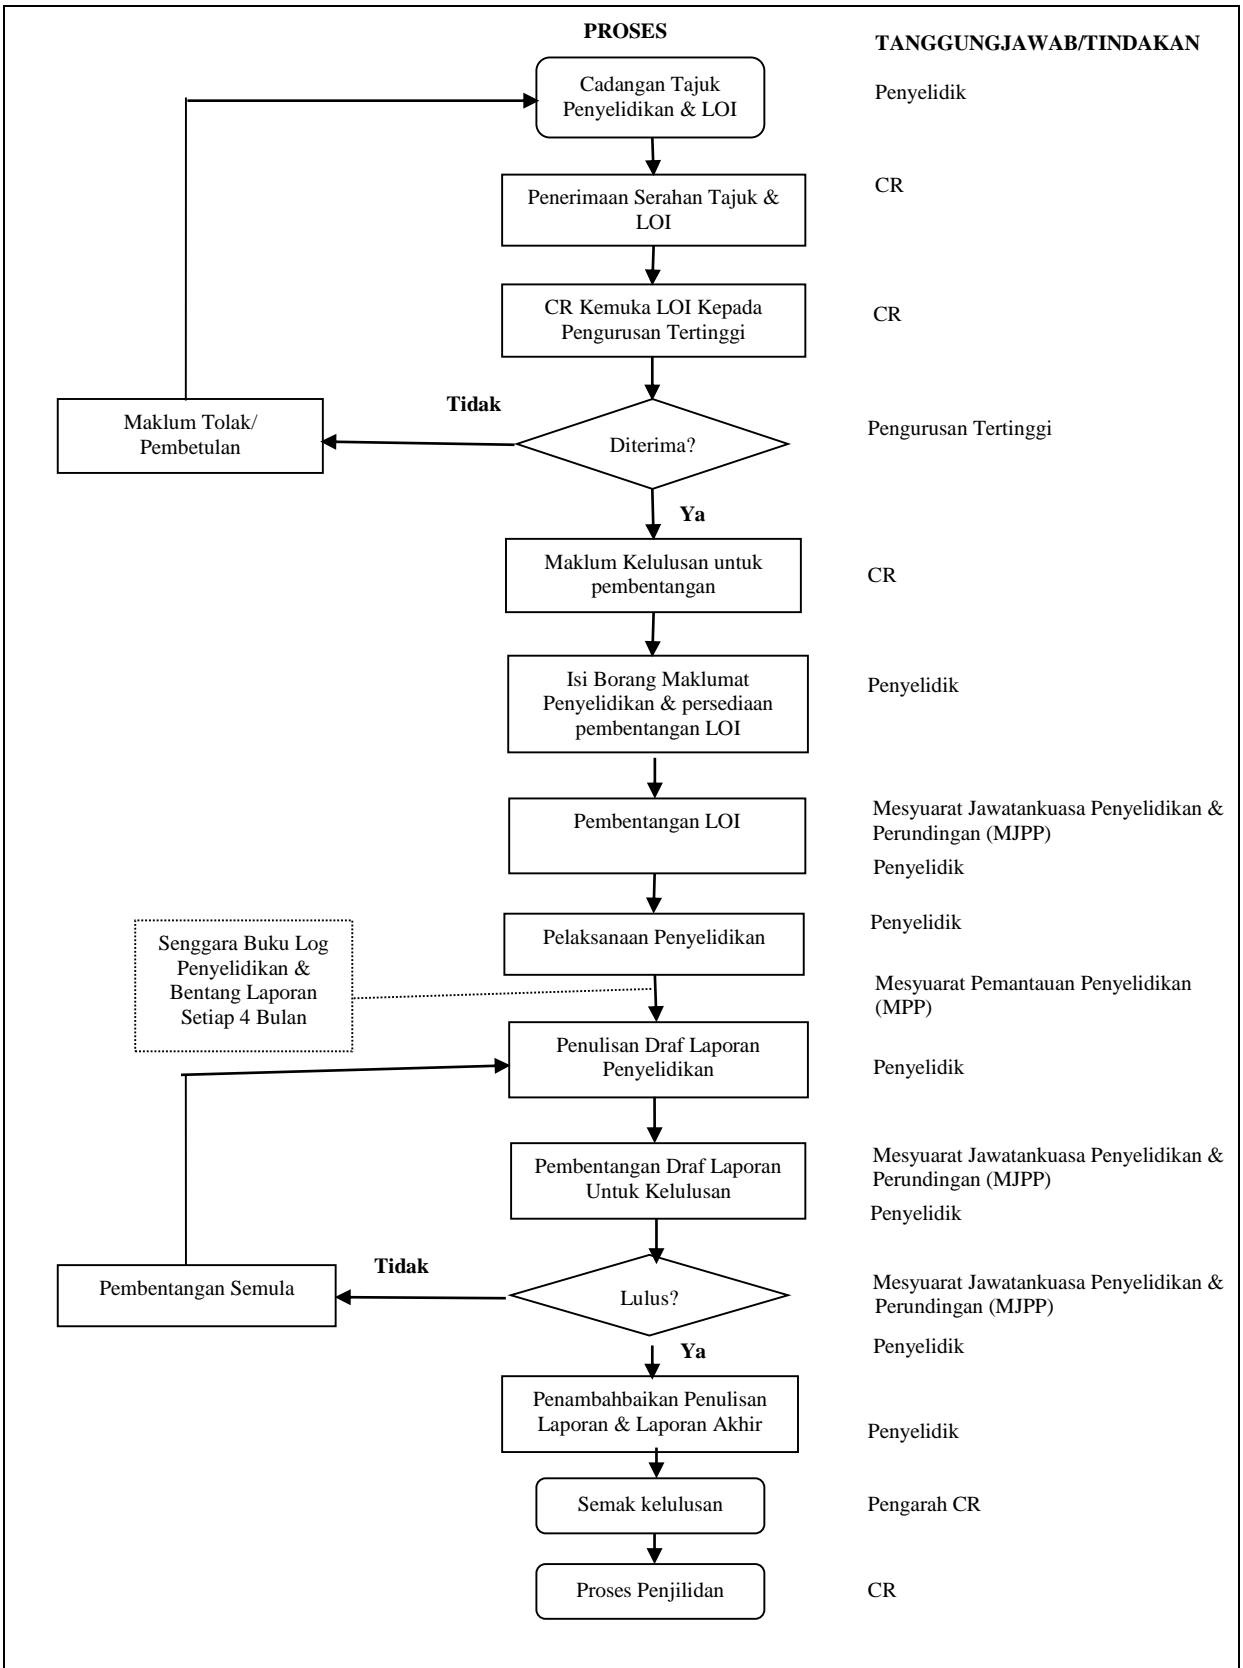 PROSES
TANGGUNGJAWAB/TINDAKAN
Cadangan Tajuk
Penyelidikan & LOI
Penyelidik
Penerimaan Serahan Tajuk &
LOI
CR
CR Kemuka LOI Kepada
Pengurusan Tertinggi
CR
Tidak
Maklum Tolak/
Pembetulan
Diterima?
Pengurusan Tertinggi
Ya
Maklum Kelulusan untuk
pembentangan
CR
Isi Borang Maklumat
Penyelidikan & persediaan
pembentangan LOI
Penyelidik
Pembentangan LOI
Mesyuarat Jawatankuasa Penyelidikan &
Perundingan (MJPP)
Penyelidik
Pelaksanaan Penyelidikan
Penyelidik
Senggara Buku Log
Penyelidikan &
Bentang Laporan
Setiap 4 Bulan
Mesyuarat Pemantauan Penyelidikan
(MPP)
Penulisan Draf Laporan
Penyelidikan
Penyelidik
Pembentangan Draf Laporan
Untuk Kelulusan
Mesyuarat Jawatankuasa Penyelidikan &
Perundingan (MJPP)
Penyelidik
Tidak
Pembentangan Semula
Lulus?
Mesyuarat Jawatankuasa Penyelidikan &
Perundingan (MJPP)
Penyelidik
Ya
Penambahbaikan Penulisan
Laporan & Laporan Akhir
Penyelidik
Semak kelulusan
Pengarah CR
Proses Penjilidan
CR